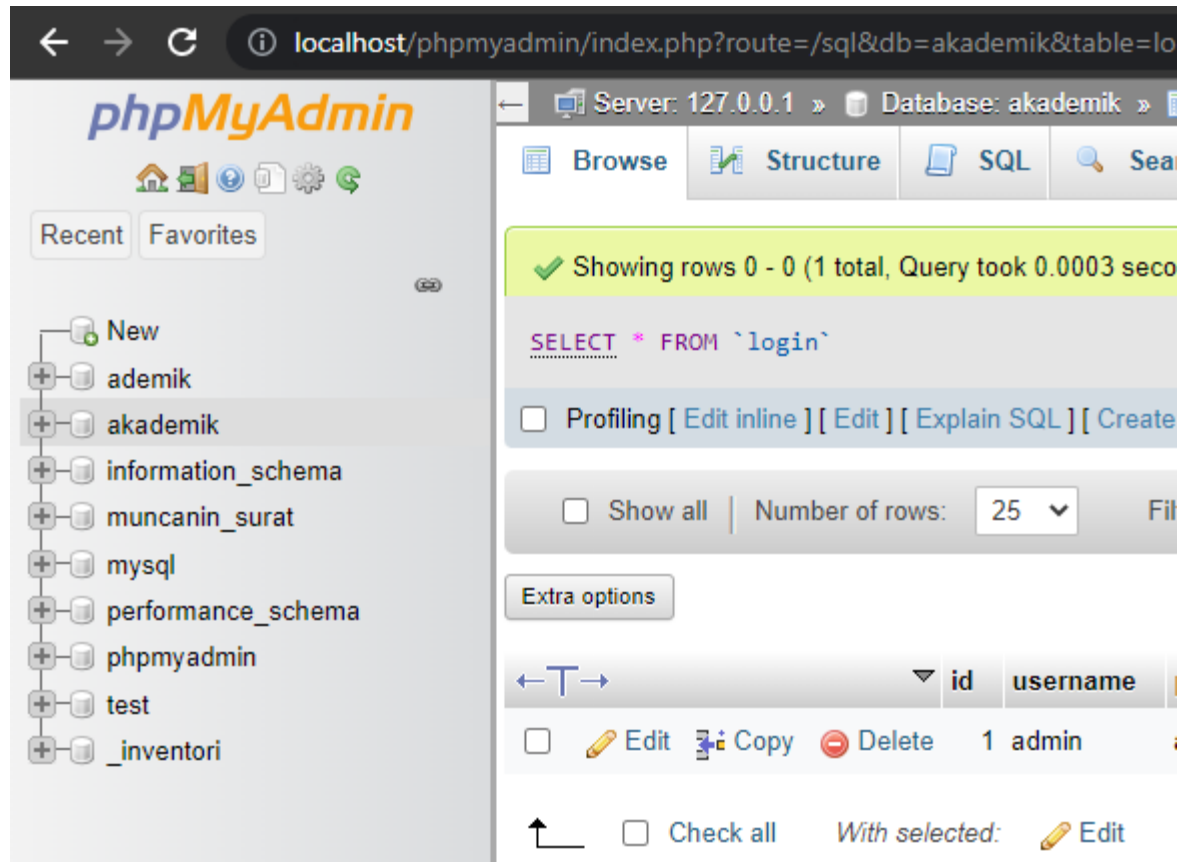 localhost/phpmyadmin/index.php?route=/sql&db=akademik&table=lo
phpMyAdmin
Recent Favorites
New
ademik
akademik
information_schema
muncanin_surat
mysql
performance_schema
phpmyadmin
test
_inventori
Server: 127.0.0.1 » Database: akademik »
Browse Structure SQL Sear
Showing rows 0 - 0 (1 total, Query took 0.0003 seco
SELECT * FROM `login`
Profiling [ Edit inline ] [ Edit ] [ Explain SQL ] [ Create
Show all Number of rows: 25 Filt
Extra options
id username
Edit Copy Delete 1 admin
Check all With selected: Edit